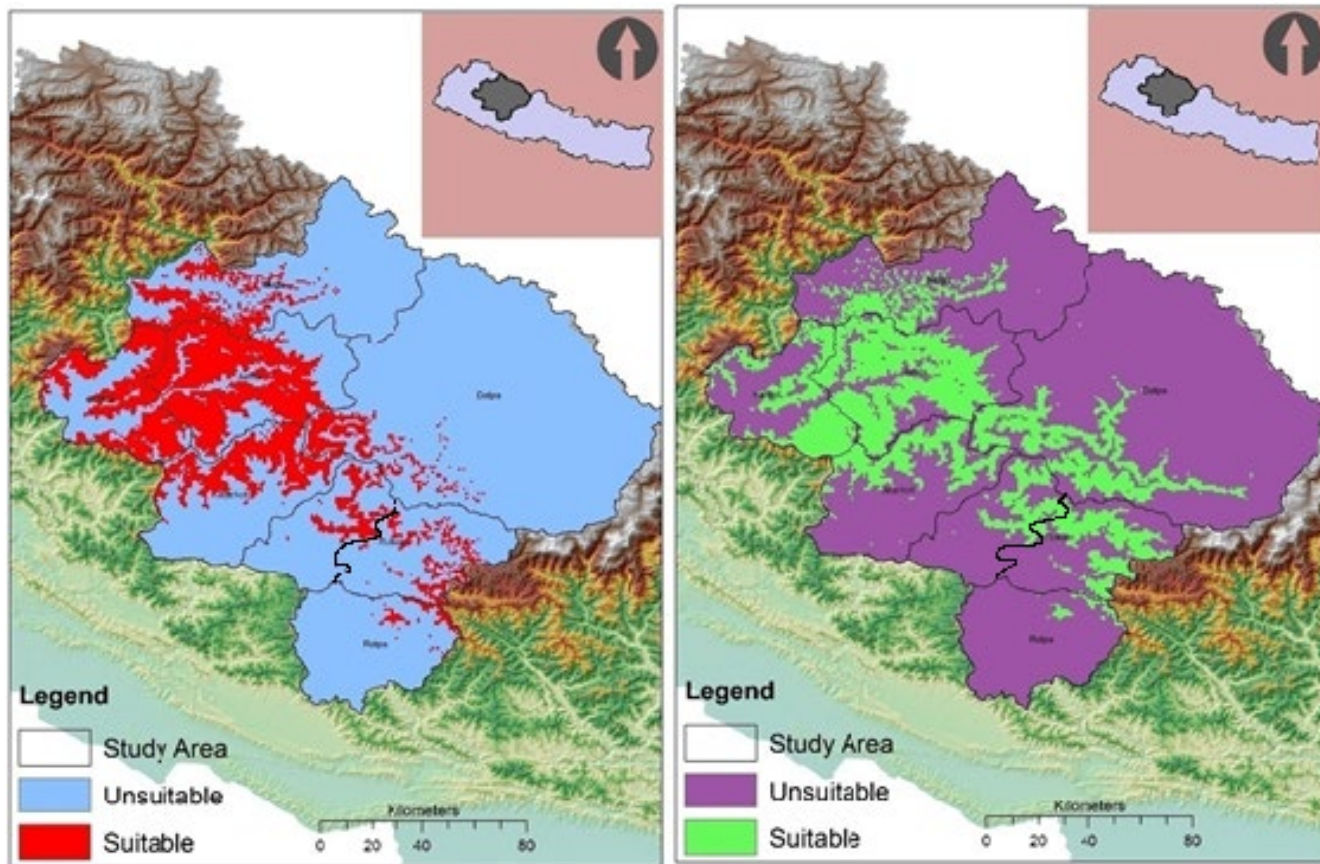 Dolpa
Rolpa
Legend
Study Area
Unsuitable
Suitable
Kilometers
0 20 40 80
Dolpa
Rolpa
Legend
Study Area
Unsuitable
Suitable
Kilometers
0 20 40 80